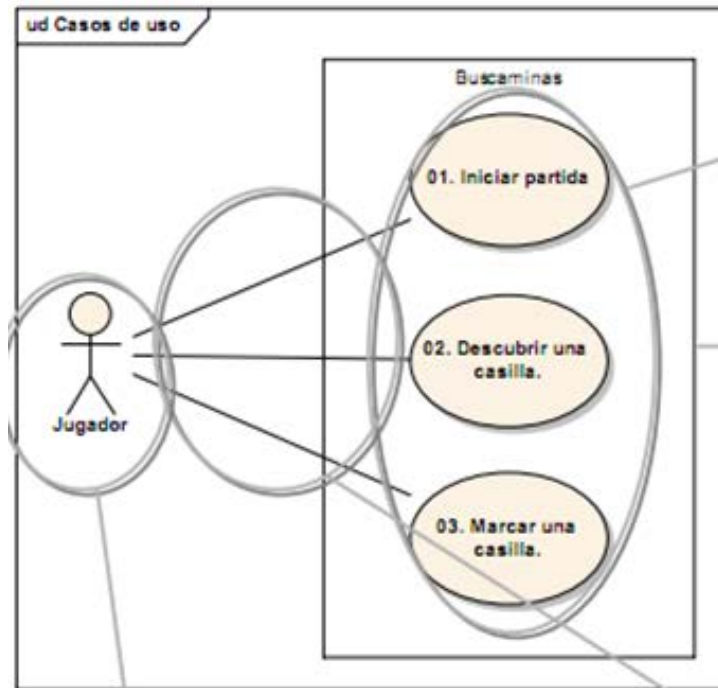 ud Casos de uso
Buscaminas
01. Iniciar partida
02. Descubrir una
casilla.
Jugador
03. Marcar una
casilla.